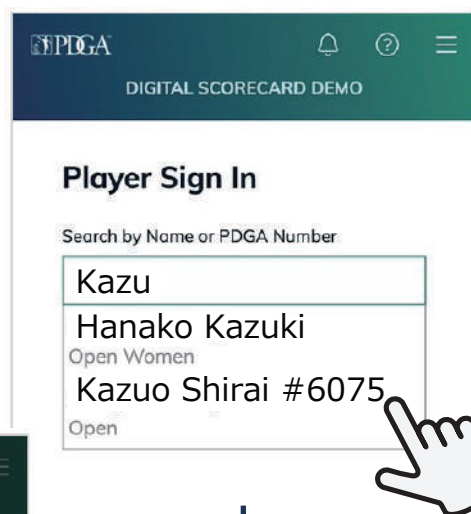 PDGA
DIGITAL SCORECARD DEMO
Player Sign In
Search by Name or PDGA Number
Kazu
Hanako Kazuki
Open Women
Kazuo Shirai #6075
Open